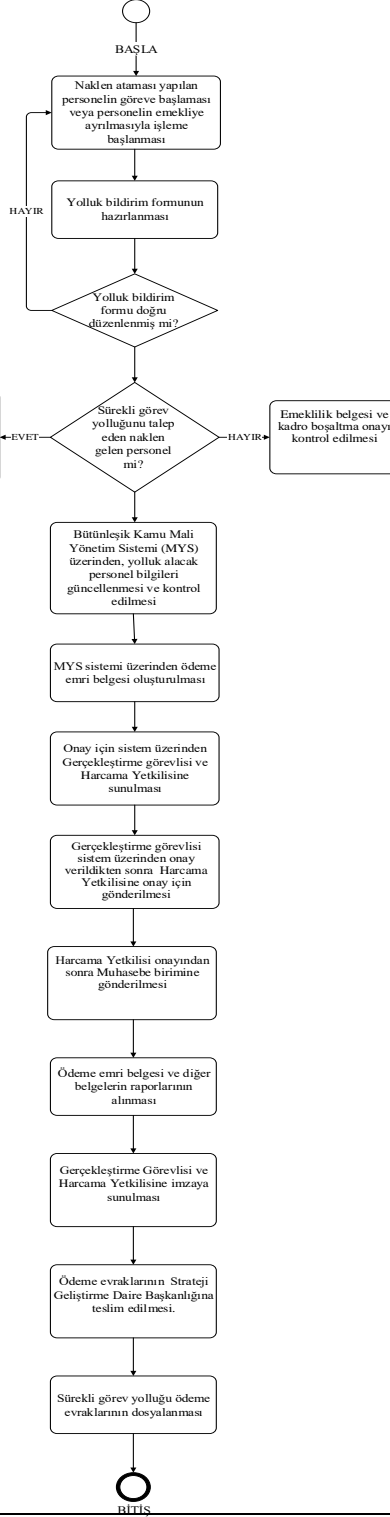 BAŞLA
Naklen ataması yapılan
personelin göreve başlaması
veya personelin emekliye
ayrılmasıyla işleme
başlanması
HAYIR
Yolluk bildirim formunun
hazırlanması
Yolluk bildirim
formu doğru
düzenlenmiş mi?
Sürekli görev
yolluğunu talep
eden naklen
gelen personel
mi?
EVET
HAYIR
Emeklilik belgesi ve
kadro boşaltma onayı
kontrol edilmesi
Bütünleşik Kamu Mali
Yönetim Sistemi (MYS)
üzerinden, yolluk alacak
personel bilgileri
güncellenmesi ve kontrol
edilmesi
MYS sistemi üzerinden ödeme
emri belgesi oluşturulması
Onay için sistem üzerinden
Gerçekleştirme görevlisi ve
Harcama Yetkilisine
sunulması
Gerçekleştirme görevlisi
sistem üzerinden onay
verildikten sonra Harcama
Yetkilisine onay için
gönderilmesi
Harcama Yetkilisi onayından
sonra Muhasebe birimine
gönderilmesi
Ödeme emri belgesi ve diğer
belgelerin raporlarının
alınması
Gerçekleştirme Görevlisi ve
Harcama Yetkilisine imzaya
sunulması
Ödeme evraklarının Strateji
Geliştirme Daire Başkanlığına
teslim edilmesi.
Sürekli görev yolluğu ödeme
evraklarının dosyalanması
BİTİŞ